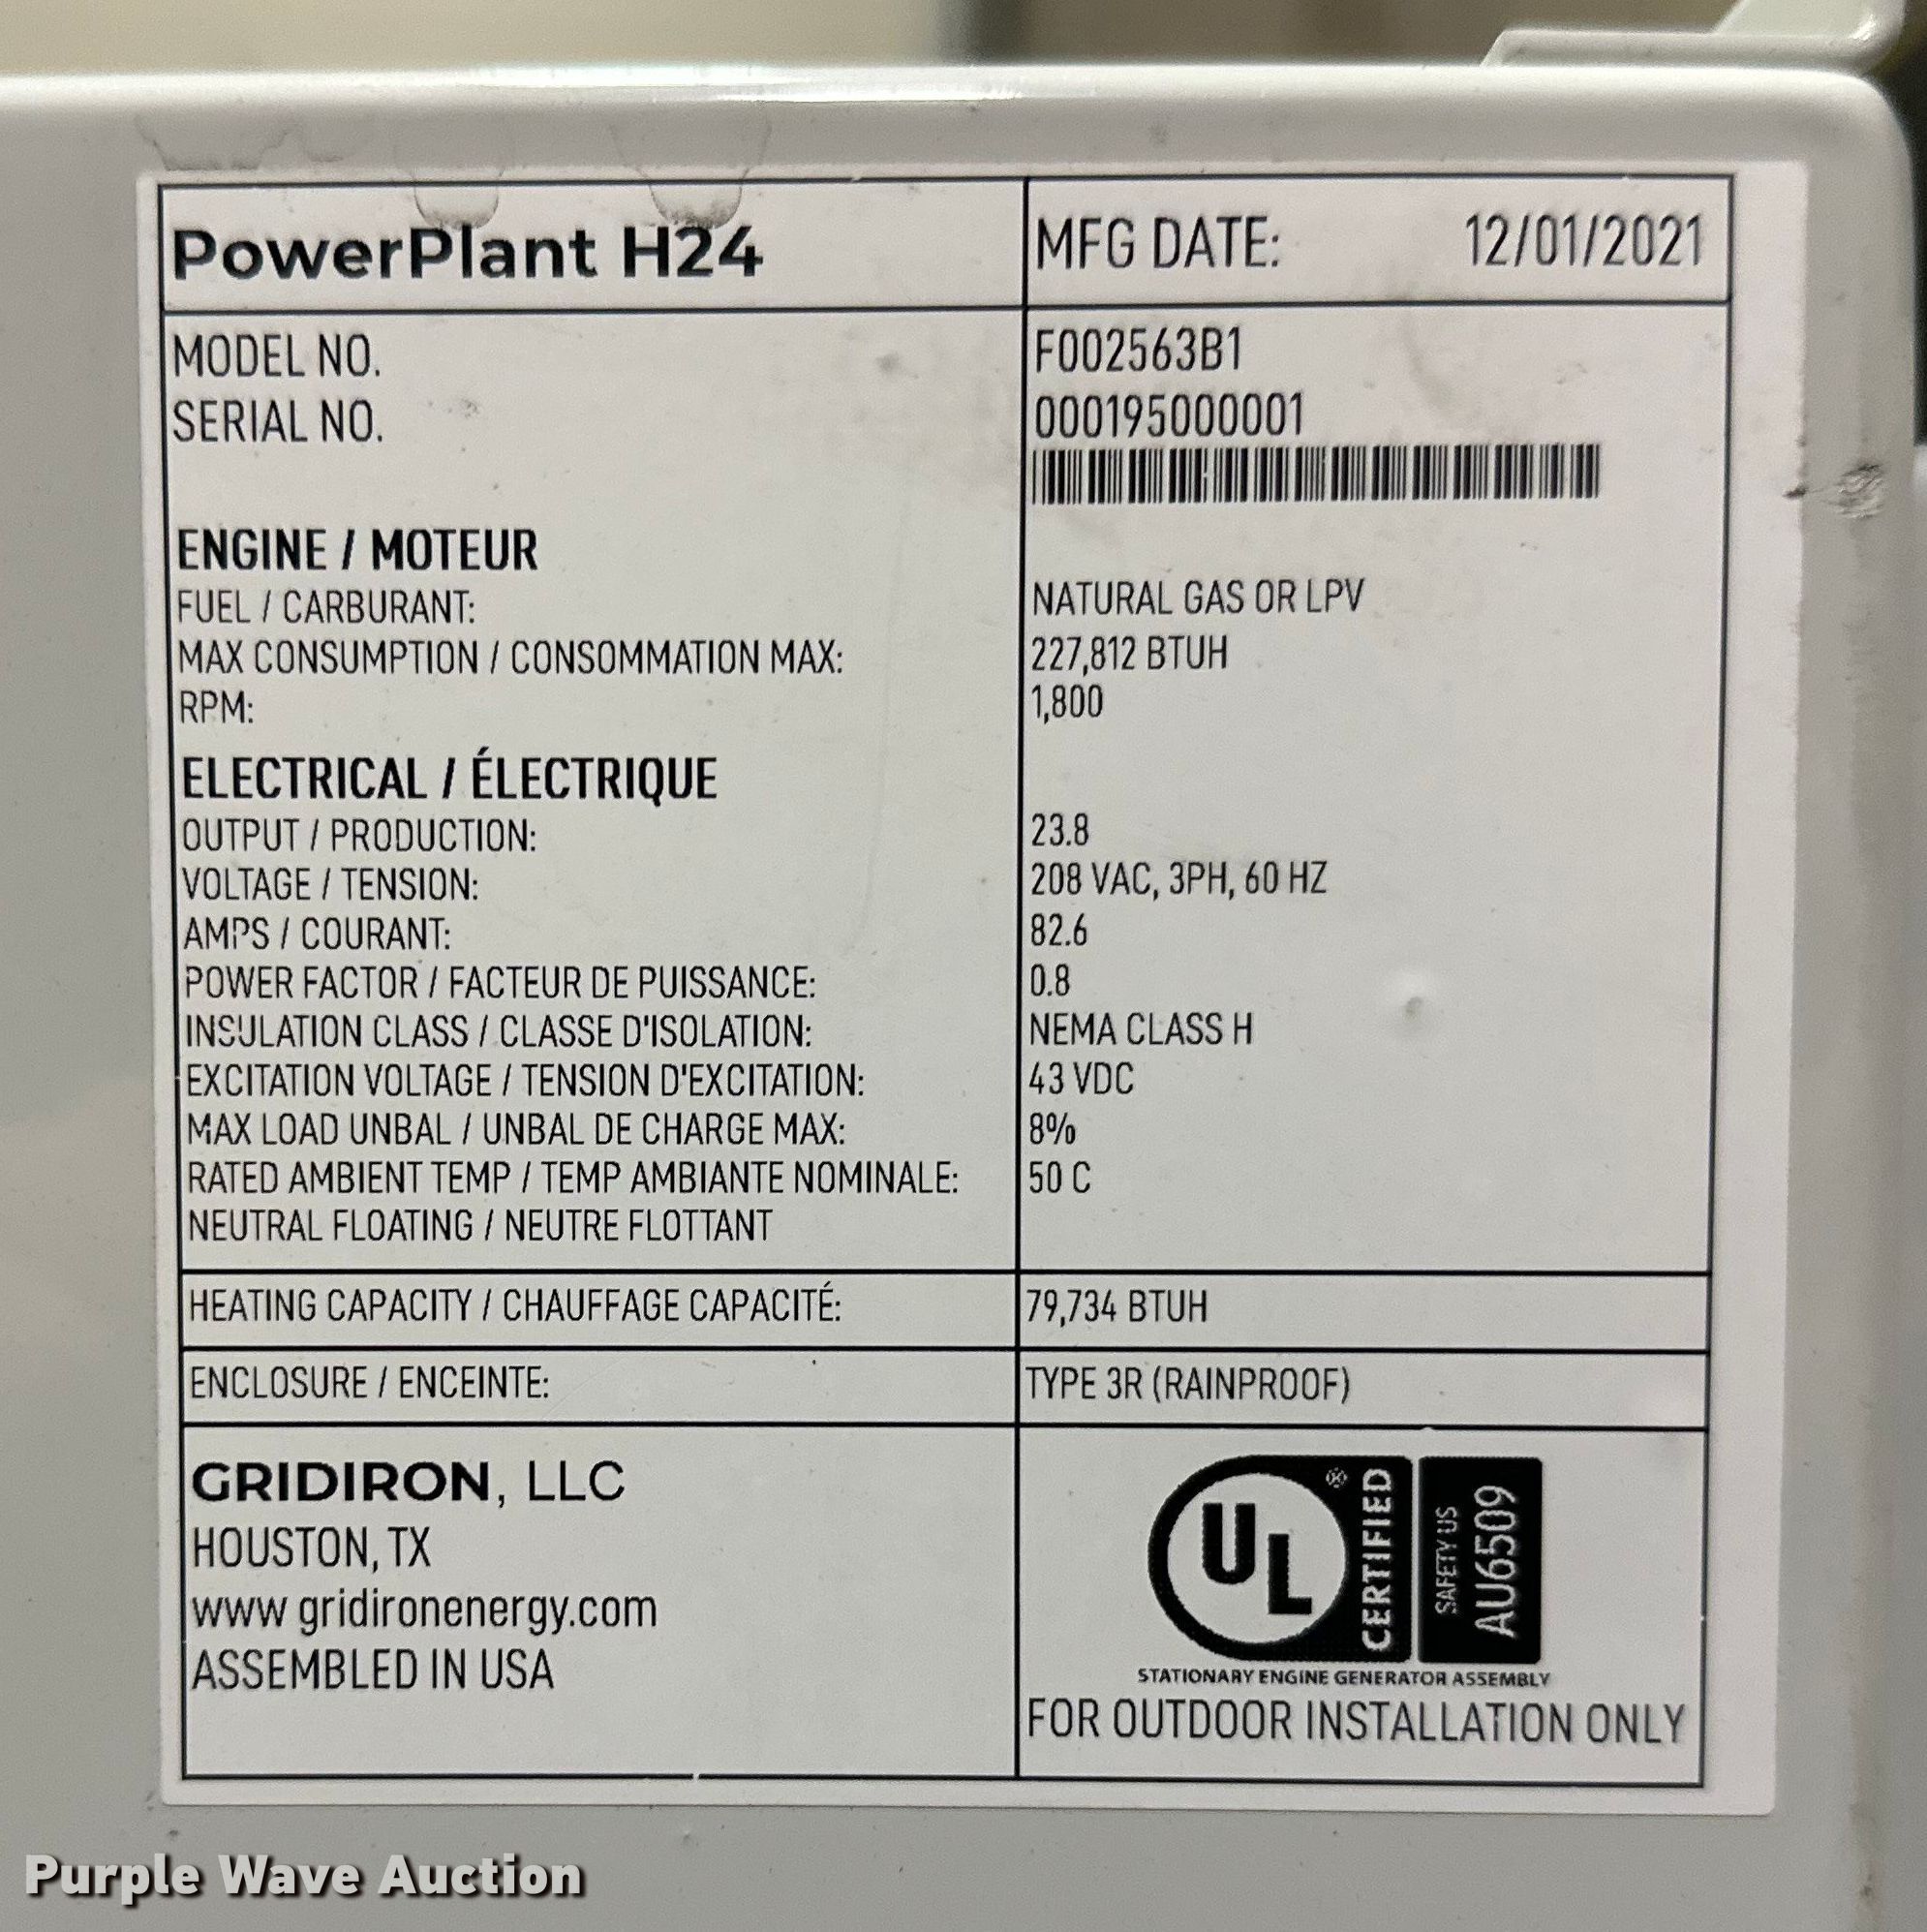 PowerPlant H24
MFG DATE: 12/01/2021
MODEL NO. F002563B1
SERIAL NO. 000195000001
ENGINE / MOTEUR
FUEL / CARBURANT: NATURAL GAS OR LPV
MAX CONSUMPTION / CONSOMMATION MAX: 227,812 BTUH
RPM: 1,800
ELECTRICAL / ÉLECTRIQUE
OUTPUT / PRODUCTION: 23.8
VOLTAGE / TENSION: 208 VAC, 3PH, 60 HZ
AMPS / COURANT: 82.6
POWER FACTOR / FACTEUR DE PUISSANCE: 0.8
INSULATION CLASS / CLASSE D'ISOLATION: NEMA CLASS H
EXCITATION VOLTAGE / TENSION D'EXCITATION: 43 VDC
MAX LOAD UNBAL / UNBAL DE CHARGE MAX: 8%
RATED AMBIENT TEMP / TEMP AMBIANTE NOMINALE: 50 C
NEUTRAL FLOATING / NEUTRE FLOTTANT
HEATING CAPACITY / CHAUFFAGE CAPACITÉ: 79,734 BTUH
ENCLOSURE / ENCEINTE: TYPE 3R (RAINPROOF)
GRIDIRON, LLC
HOUSTON, TX
www gridironenergy.com
ASSEMBLED IN USA
UL ®
CERTIFIED
SAFETY US
AU6509
STATIONARY ENGINE GENERATOR ASSEMBLY
FOR OUTDOOR INSTALLATION ONLY
Purple Wave Auction